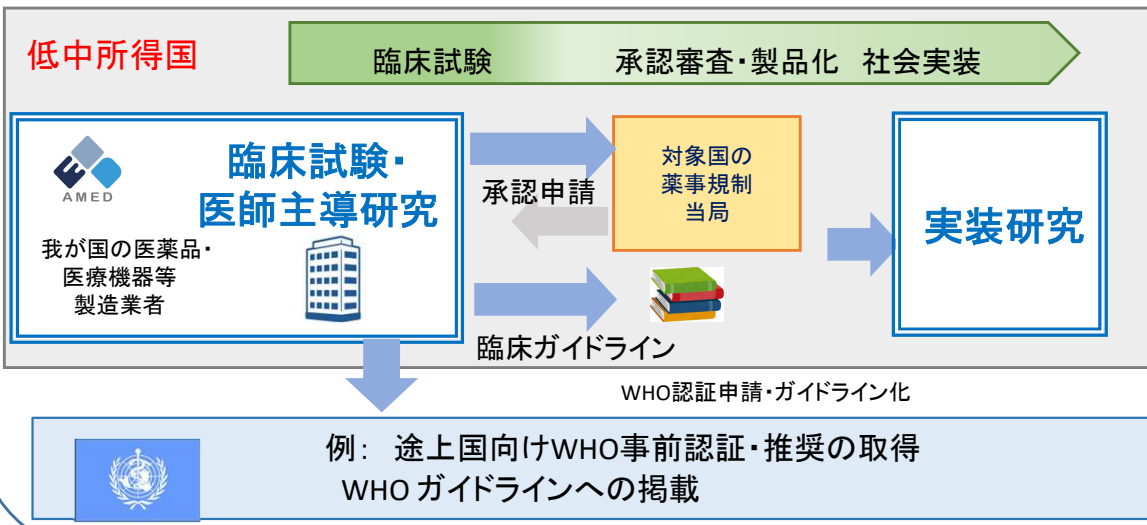 低中所得国
臨床試験 承認審査・製品化 社会実装
AMED
臨床試験・
医師主導研究
我が国の医薬品・
医療機器等
製造業者
承認申請
対象国の
薬事規制
当局
臨床ガイドライン
実装研究
WHO認証申請・ガイドライン化
例： 途上国向けWHO事前認証・推奨の取得
WHO ガイドラインへの掲載